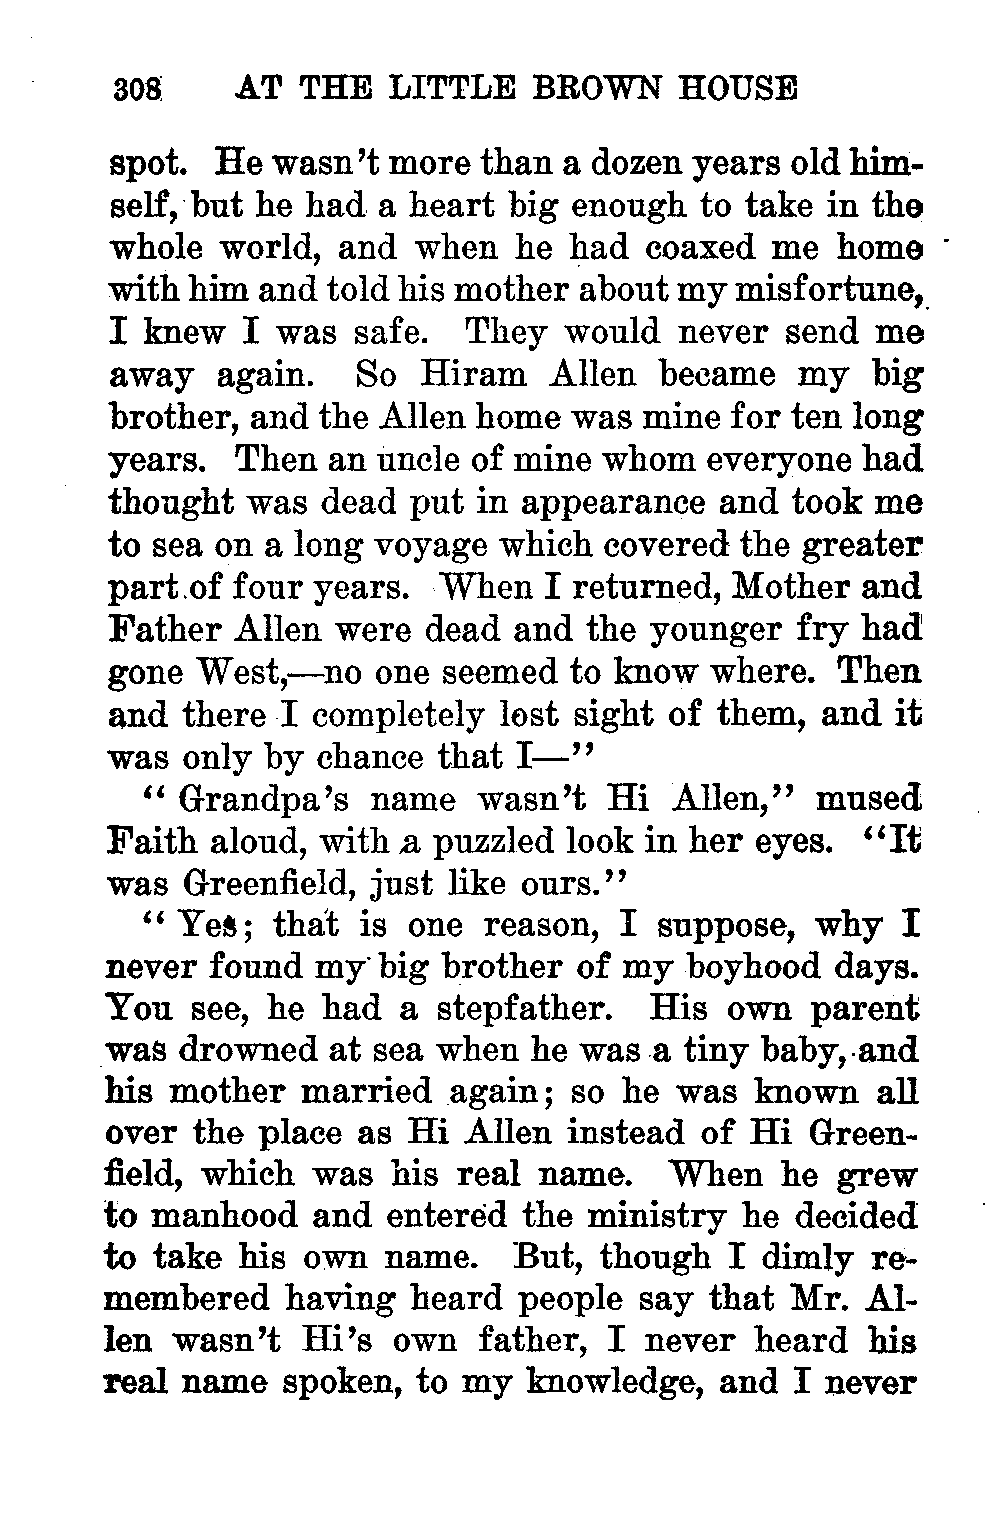 308 AT THE LITTLE BROWN HOUSE
spot. He wasn't more than a dozen years old him-
self, but he had a heart big enough to take in the
whole world, and when he had coaxed me home
with him and told his mother about my misfortune,
I knew I was safe. They would never send me
away again. So Hiram Allen became my big
brother, and the Allen home was mine for ten long
years. Then an uncle of mine whom everyone had
thought was dead put in appearance and took me
to sea on a long voyage which covered the greater
part of four years. When I returned, Mother and
Father Allen were dead and the younger fry had
gone West,—no one seemed to know where. Then
and there I completely lost sight of them, and it
was only by chance that I—"
" Grandpa's name wasn't Hi Allen," mused
Faith aloud, with a puzzled look in her eyes. "It
was Greenfield, just like ours."
" Yes; that is one reason, I suppose, why I
never found my big brother of my boyhood days.
You see, he had a stepfather. His own parent
was drowned at sea when he was a tiny baby, and
his mother married again; so he was known all
over the place as Hi Allen instead of Hi Green-
field, which was his real name. When he grew
to manhood and entered the ministry he decided
to take his own name. But, though I dimly re-
membered having heard people say that Mr. Al-
len wasn't Hi's own father, I never heard his
real name spoken, to my knowledge, and I never